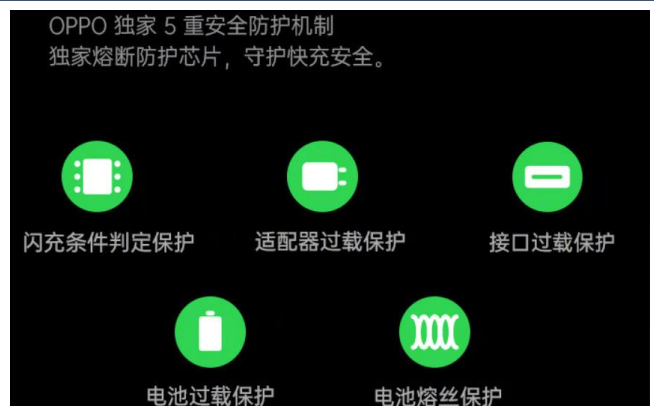 OPPO 独家 5 重安全防护机制
独家熔断防护芯片，守护快充安全。
闪充条件判定保护
适配器过载保护
接口过载保护
电池过载保护
电池熔丝保护